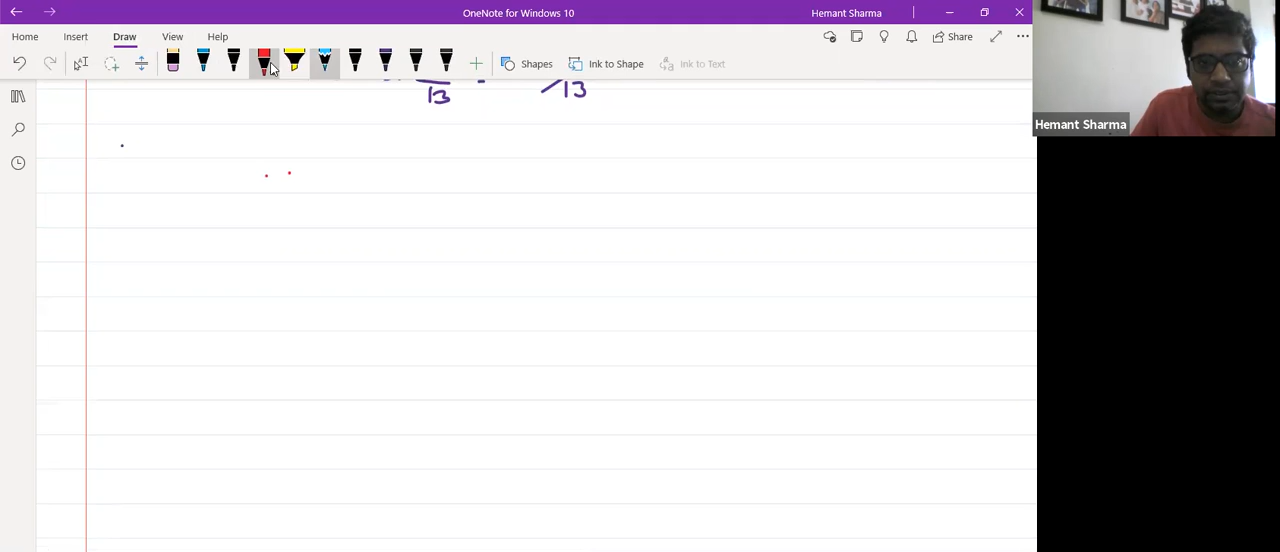 OneNote for Windows 10
Hemant Sharma
Home Insert Draw View Help
Share
Shapes Ink to Shape Ink to Text
13
13
Hemant Sharma